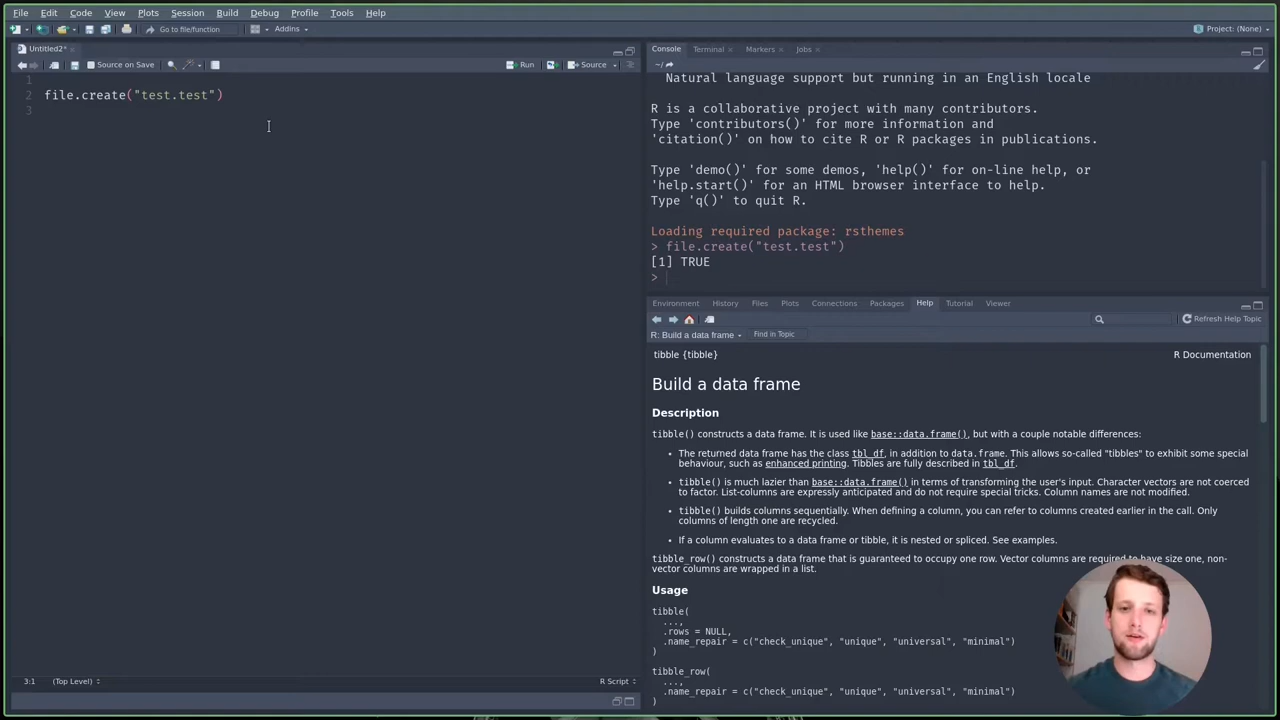 File Edit Code View Plots Session Build Debug Profile Tools Help
Go to file/function Addins Project: (None)
Untitled2*
Source on Save Run Source
1
2 file.create("test.test")
3
3:1 (Top Level) R Script
Console Terminal Markers Jobs
~/
Natural language support but running in an English locale
R is a collaborative project with many contributors.
Type 'contributors()' for more information and
'citation()' on how to cite R or R packages in publications.
Type 'demo()' for some demos, 'help()' for on-line help, or
'help.start()' for an HTML browser interface to help.
Type 'q()' to quit R.
Loading required package: rsthemes
> file.create("test.test")
[1] TRUE
>
Environment History Files Plots Connections Packages Help Tutorial Viewer
Refresh Help Topic
R: Build a data frame Find in Topic
tibble {tibble} R Documentation
Build a data frame
Description
tibble() constructs a data frame. It is used like base::data.frame(), but with a couple notable differences:
• The returned data frame has the class tbl_df, in addition to data.frame. This allows so-called "tibbles" to exhibit some special
behaviour, such as enhanced printing. Tibbles are fully described in tbl_df.
• tibble() is much lazier than base::data.frame() in terms of transforming the user's input. Character vectors are not coerced
to factor. List-columns are expressly anticipated and do not require special tricks. Column names are not modified.
• tibble() builds columns sequentially. When defining a column, you can refer to columns created earlier in the call. Only
columns of length one are recycled.
• If a column evaluates to a data frame or tibble, it is nested or spliced. See examples.
tibble_row() constructs a data frame that is guaranteed to occupy one row. Vector columns are required to have size one, non-
vector columns are wrapped in a list.
Usage
tibble(
...,
.rows = NULL,
.name_repair = c("check_unique", "unique", "universal", "minimal")
)
tibble_row(
...,
.name_repair = c("check_unique", "unique", "universal", "minimal")
)